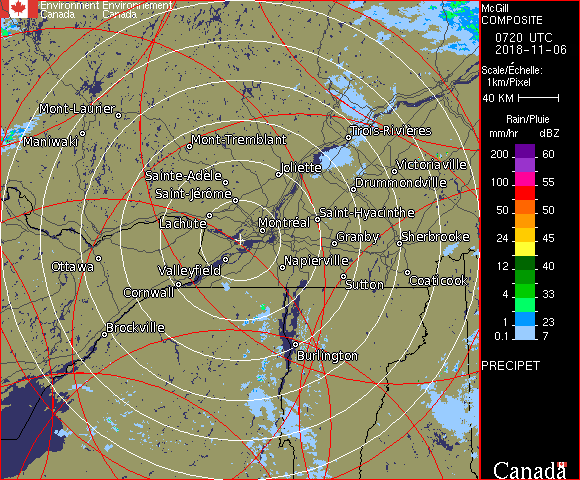 Environment Environnement
Canada Canada
McGill
COMPOSITE
0720 UTC
2018-11-06
Scale/Échelle:
1km/Pixel
40 KM
Rain/Pluie
mm/hr dBZ
200 60
150 57
100 55
50 50
24 45
12 40
4 33
1 23
0.1 7
PRECIPET
Canada
Mont-Laurier
Maniwaki
Mont-Tremblant
Trois-Rivières
Sainte-Adèle
Joliette
Victoriaville
Saint-Jérôme
Drummondville
Lachute
Montréal
Saint-Hyacinthe
Granby
Sherbrooke
Ottawa
Valleyfield
Napierville
Cornwall
Sutton
Coaticook
Brockville
Burlington